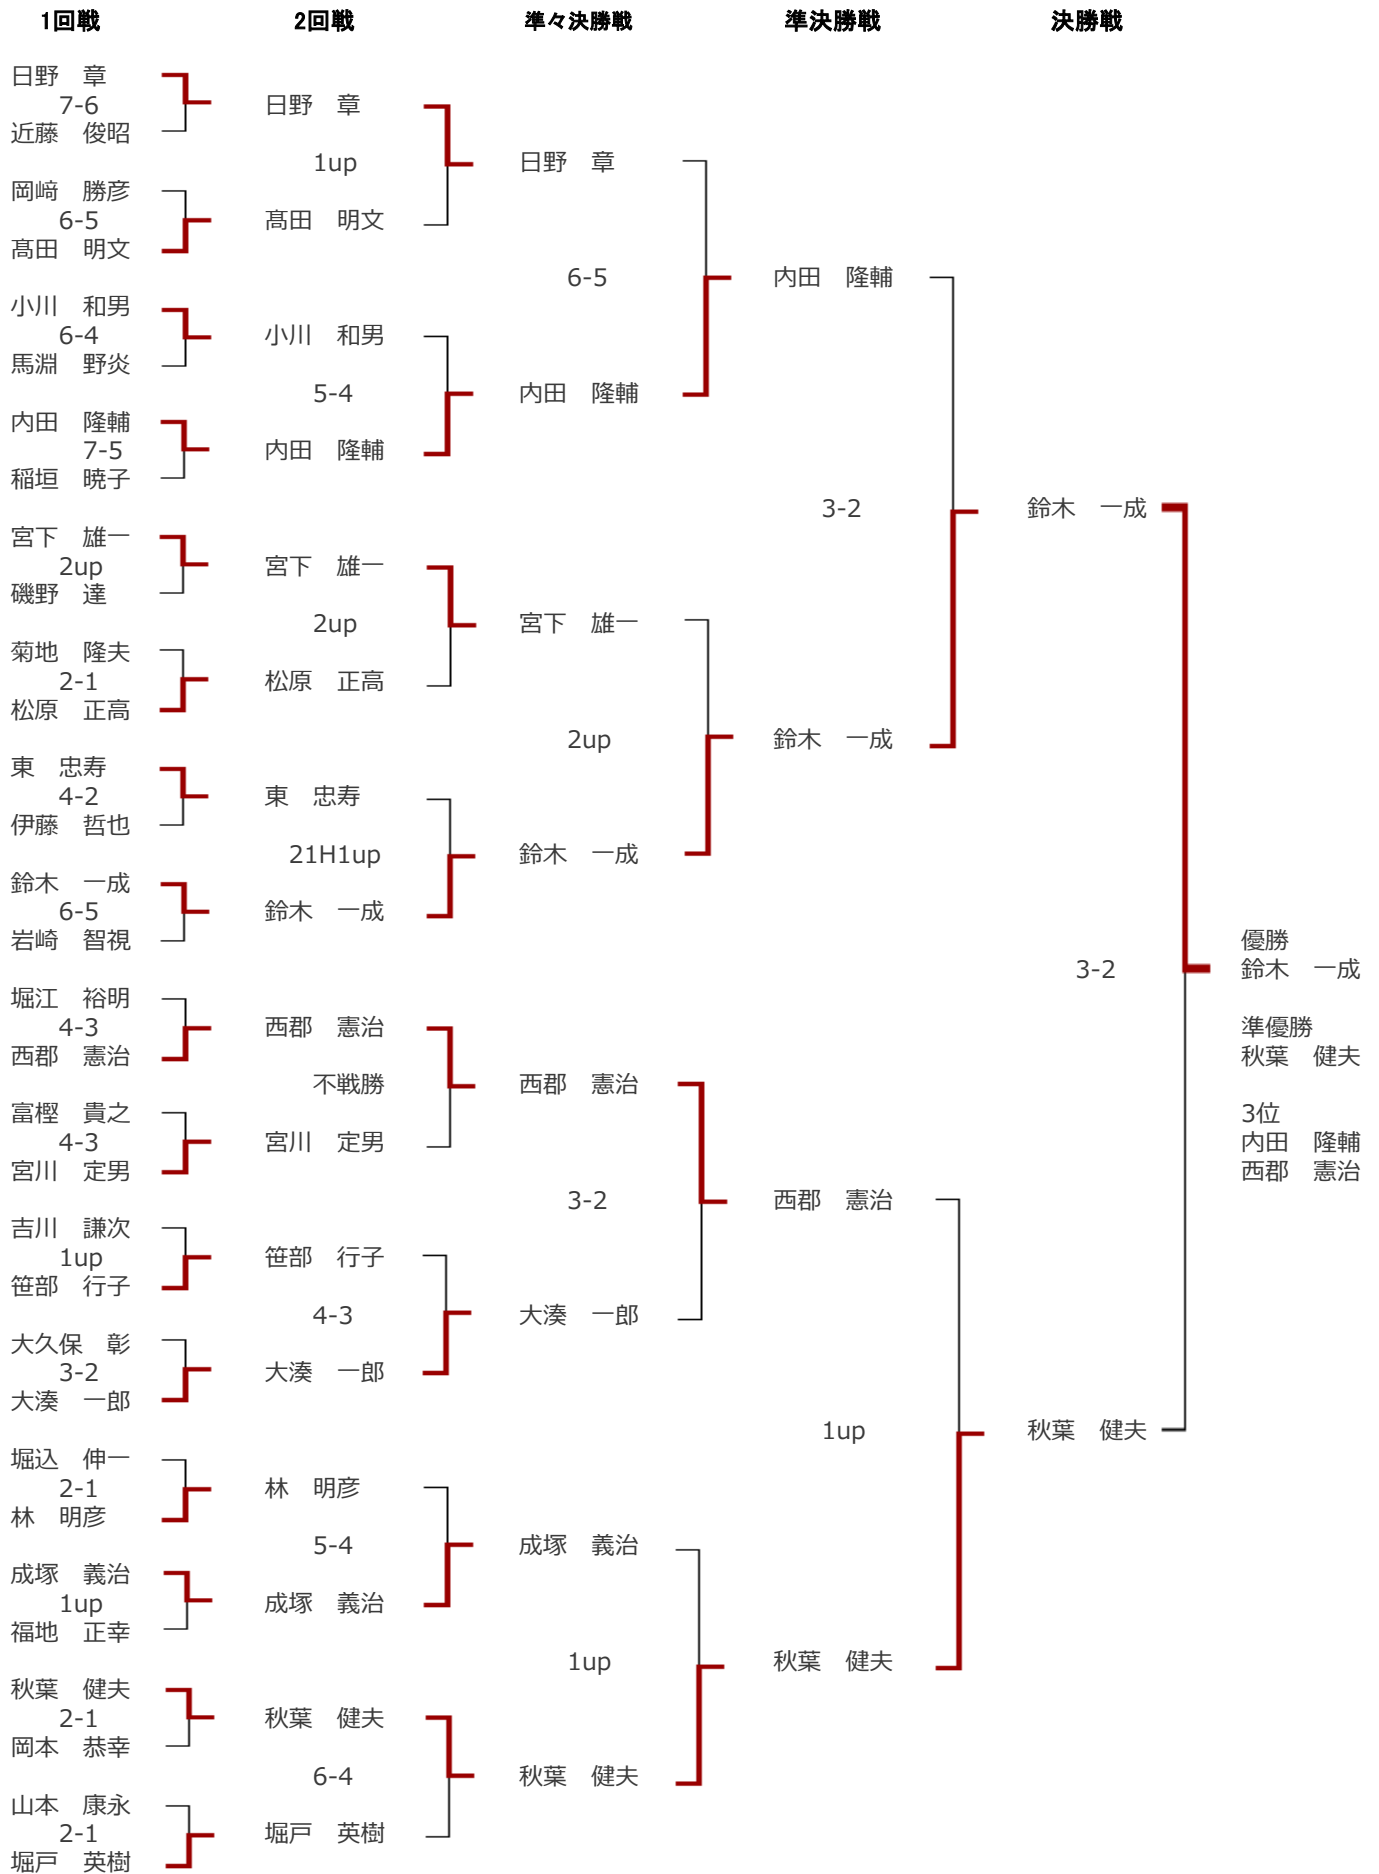 1回戦
2回戦
準々決勝戦
準決勝戦
決勝戦
日野　章
7-6
近藤　俊昭
岡﨑　勝彦
6-5
髙田　明文
小川　和男
6-4
馬淵　野炎
内田　隆輔
7-5
稲垣　暁子
宮下　雄一
2up
磯野　達
菊地　隆夫
2-1
松原　正高
東　忠寿
4-2
伊藤　哲也
鈴木　一成
6-5
岩崎　智視
堀江　裕明
4-3
西郡　憲治
富樫　貴之
4-3
宮川　定男
吉川　謙次
1up
笹部　行子
大久保　彰
3-2
大湊　一郎
堀込　伸一
2-1
林　明彦
成塚　義治
1up
福地　正幸
秋葉　健夫
2-1
岡本　恭幸
山本　康永
2-1
堀戸　英樹
日野　章
1up
髙田　明文
小川　和男
5-4
内田　隆輔
宮下　雄一
2up
松原　正高
東　忠寿
21H1up
鈴木　一成
西郡　憲治
不戦勝
宮川　定男
笹部　行子
4-3
大湊　一郎
林　明彦
5-4
成塚　義治
秋葉　健夫
6-4
堀戸　英樹
日野　章
6-5
内田　隆輔
宮下　雄一
2up
鈴木　一成
西郡　憲治
3-2
大湊　一郎
成塚　義治
1up
秋葉　健夫
内田　隆輔
3-2
鈴木　一成
西郡　憲治
1up
秋葉　健夫
鈴木　一成
3-2
秋葉　健夫
優勝
鈴木　一成
準優勝
秋葉　健夫
3位
内田　隆輔
西郡　憲治